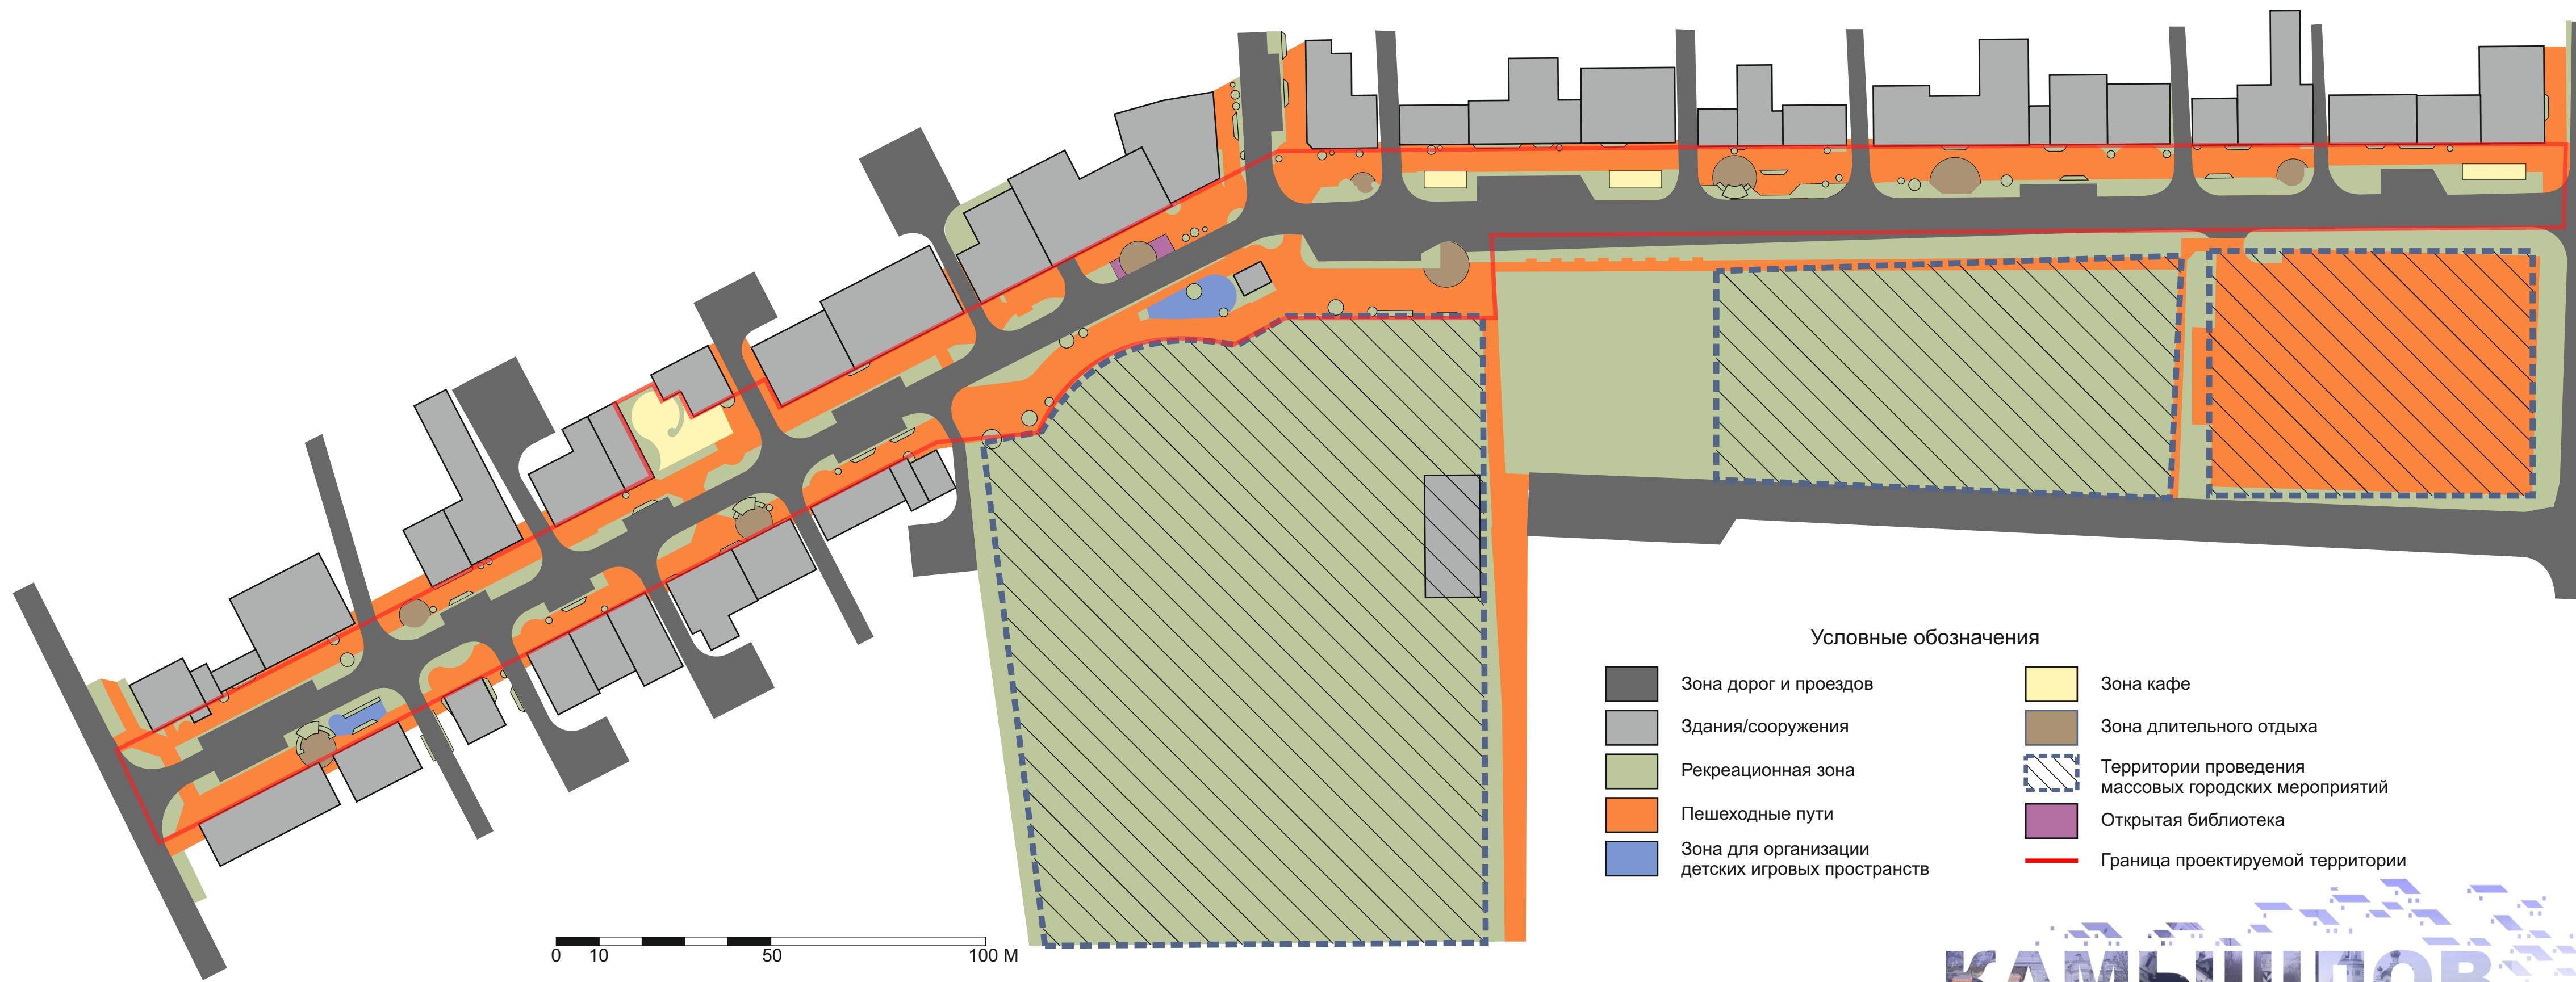 Условные обозначения
Зона дорог и проездов
Здания/сооружения
Рекреационная зона
Пешеходные пути
Зона для организации
детских игровых пространств
Зона кафе
Зона длительного отдыха
Территории проведения
массовых городских мероприятий
Открытая библиотека
Граница проектируемой территории
0 10 50 100 М
КАМЫШЛОВ